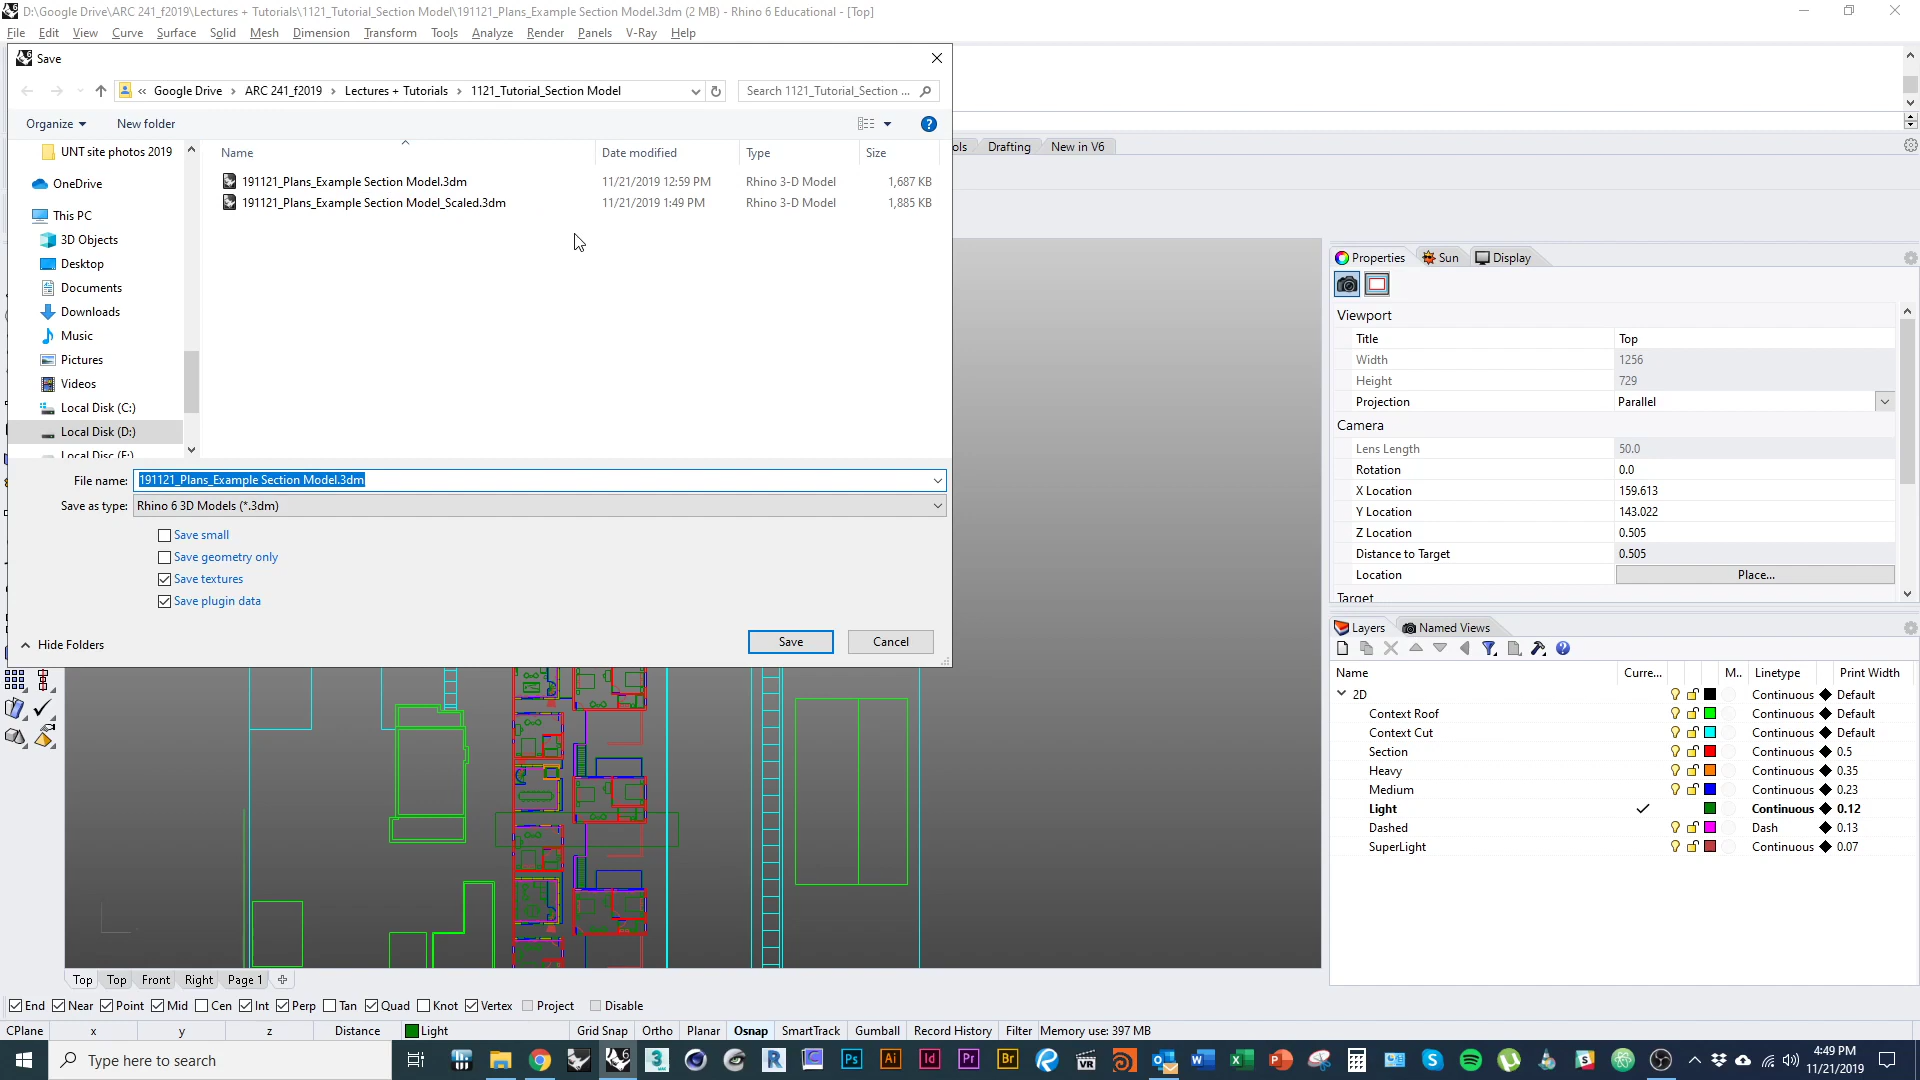 D:\Google Drive\ARC 241_f2019\Lectures + Tutorials\1121_Tutorial_Section Model\191121_Plans_Example Section Model.3dm (2 MB) - Rhino 6 Educational - [Top]
File Edit View Curve Surface Solid Mesh Dimension Transform Tools Analyze Render Panels V-Ray Help
Save
« Google Drive › ARC 241_f2019 › Lectures + Tutorials › 1121_Tutorial_Section Model
Search 1121_Tutorial_Section ...
Organize New folder
ols Drafting New in V6
Name Date modified Type Size
191121_Plans_Example Section Model.3dm 11/21/2019 12:59 PM Rhino 3-D Model 1,687 KB
191121_Plans_Example Section Model_Scaled.3dm 11/21/2019 1:49 PM Rhino 3-D Model 1,885 KB
UNT site photos 2019
OneDrive
This PC
3D Objects
Desktop
Documents
Downloads
Music
Pictures
Videos
Local Disk (C:)
Local Disk (D:)
Local Disc (F:)
File name: 191121_Plans_Example Section Model.3dm
Save as type: Rhino 6 3D Models (*.3dm)
Save small
Save geometry only
Save textures
Save plugin data
Hide Folders
Save Cancel
Properties Sun Display
Viewport
Title Top
Width 1256
Height 729
Projection Parallel
Camera
Lens Length 50.0
Rotation 0.0
X Location 159.613
Y Location 143.022
Z Location 0.505
Distance to Target 0.505
Location Place...
Target
Layers Named Views
Name Curre... M.. Linetype Print Width
2D Continuous Default
Context Roof Continuous Default
Context Cut Continuous Default
Section Continuous 0.5
Heavy Continuous 0.35
Medium Continuous 0.23
Light Continuous 0.12
Dashed Dash 0.13
SuperLight Continuous 0.07
Top Top Front Right Page 1
End Near Point Mid Cen Int Perp Tan Quad Knot Vertex Project Disable
CPlane x y z Distance Light Grid Snap Ortho Planar Osnap SmartTrack Gumball Record History Filter Memory use: 397 MB
Type here to search
4:49 PM
11/21/2019